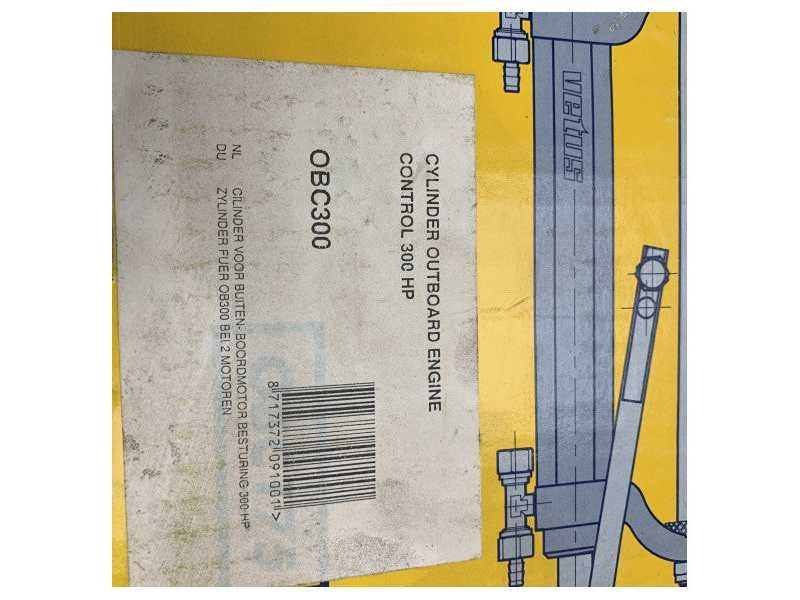 vetus
CYLINDER OUTBOARD ENGINE
CONTROL 300 HP
OBC300
8 717372 091001 >
NL CILINDER VOOR BUITEN- BOORDMOTOR BESTURING 300 HP
DU ZYLINDER FUER OB300 BEI 2 MOTOREN